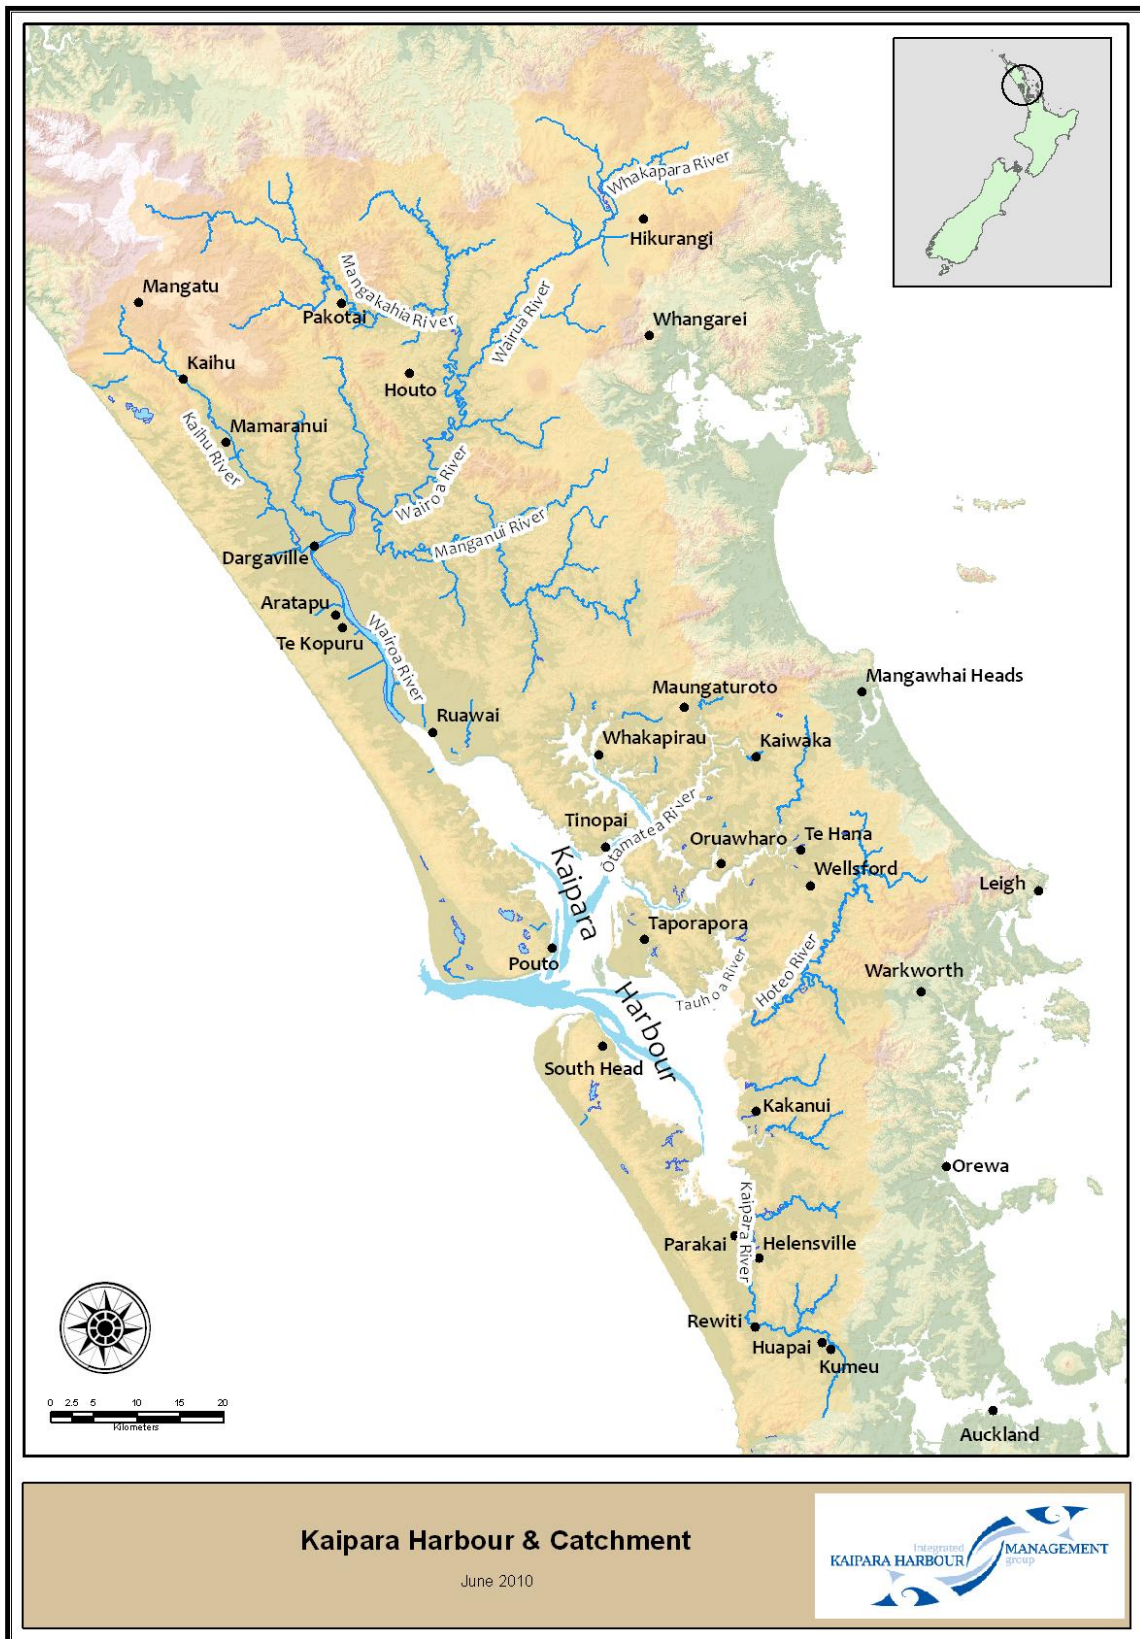 Whakapara River
Hikurangi
Mangatu
Mangakahia River
Pakotai
Wairua River
Whangarei
Kaihu
Houto
Kaihu River
Mamaranui
Wairoa River
Manganui River
Dargaville
Aratapu
Te Kopuru
Wairoa River
Mangawhai Heads
Maungaturoto
Ruawai
Whakapirau
Kaiwaka
Tinopai
Otamatea River
Oruawharo
Te Hana
Wellsford
Leigh
Kaipara
Harbour
Taporapora
Pouto
Tauhoa River
Hoteo River
Warkworth
South Head
Kakanui
Orewa
Kaipara River
Parakai
Helensville
Rewiti
Huapai
Kumeu
Auckland
0 2.5 5 10 15 20
Kilometers
Kaipara Harbour & Catchment
June 2010
Integrated
KAIPARA HARBOUR MANAGEMENT
group